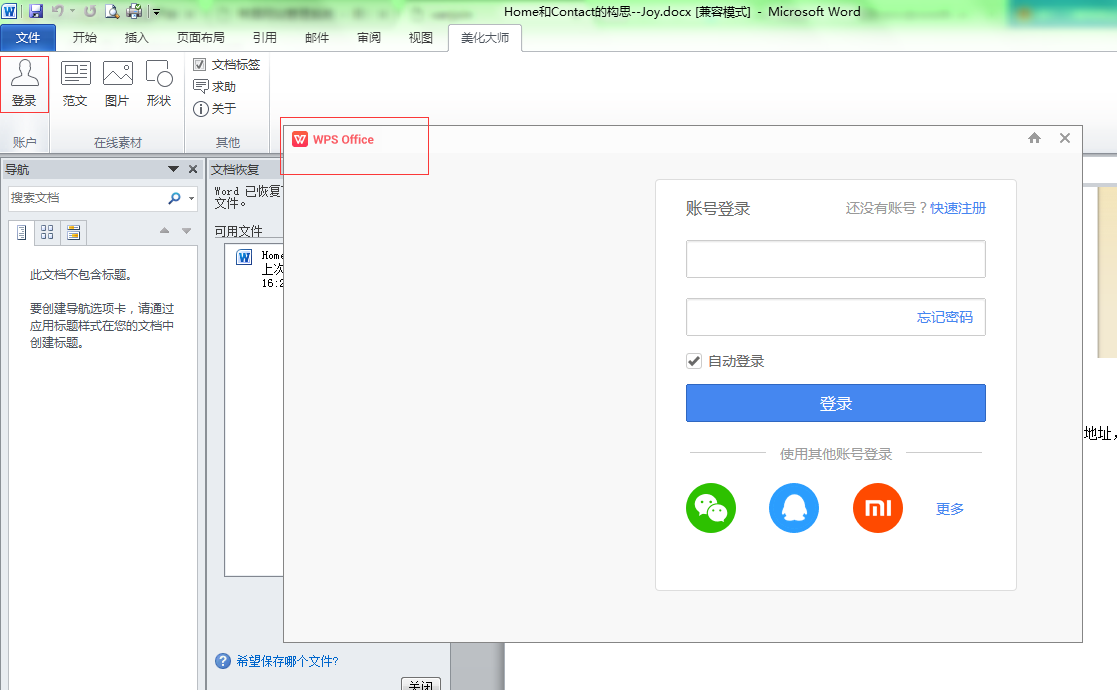 Home和Contact的构思--Joy.docx [兼容模式] - Microsoft Word
文件 开始 插入 页面布局 引用 邮件 审阅 视图 美化大师
登录 范文 图片 形状
文档标签
求助
关于
账户 在线素材 其他
导航
搜索文档
此文档不包含标题。
要创建导航选项卡，请通过
应用标题样式在您的文档中
创建标题。
文档恢复
Word 已恢复
文件。
可用文件
Home
上次
16:2
希望保存哪个文件?
关闭
WPS Office
账号登录 还没有账号？快速注册
忘记密码
自动登录
登录
使用其他账号登录
更多
地址，